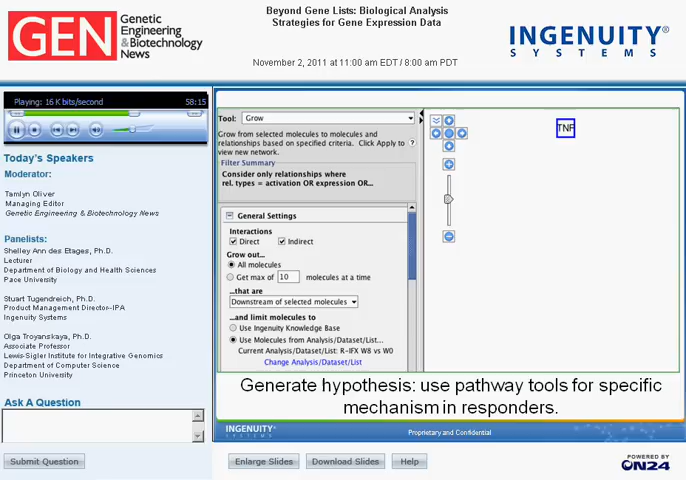 GEN
Genetic
Engineering
& Biotechnology
News
Beyond Gene Lists: Biological Analysis
Strategies for Gene Expression Data
November 2, 2011 at 11:00 am EDT / 8:00 am PDT
INGENUITY®
SYSTEMS
Playing: 16 K bits/second
58:15
Today's Speakers
Moderator:
Tamlyn Oliver
Managing Editor
Genetic Engineering & Biotechnology News
Panelists:
Shelley Ann des Etages, Ph.D.
Lecturer
Department of Biology and Health Sciences
Pace University
Stuart Tugendreich, Ph.D.
Product Management Director-IPA
Ingenuity Systems
Olga Troyanskaya, Ph.D.
Associate Professor
Lewis-Sigler Institute for Integrative Genomics
Department of Computer Science
Princeton University
Ask A Question
Submit Question
Tool: Grow
Grow from selected molecules to molecules and
relationships based on specified criteria. Click Apply to
view new network. ?
Filter Summary
Consider only relationships where
rel. types = activation OR expression OR...
General Settings
Interactions
Direct Indirect
Grow out...
All molecules
Get max of 10 molecules at a time
...that are
Downstream of selected molecules
...and limit molecules to
Use Ingenuity Knowledge Base
Use Molecules from Analysis/Dataset/List...
Current Analysis/Dataset/List: R-IFX W8 vs W0
Change Analysis/Dataset/List
TNF
Generate hypothesis: use pathway tools for specific
mechanism in responders.
INGENUITY
SYSTEMS
Proprietary and Confidential
Enlarge Slides
Download Slides
Help
POWERED BY
ON24